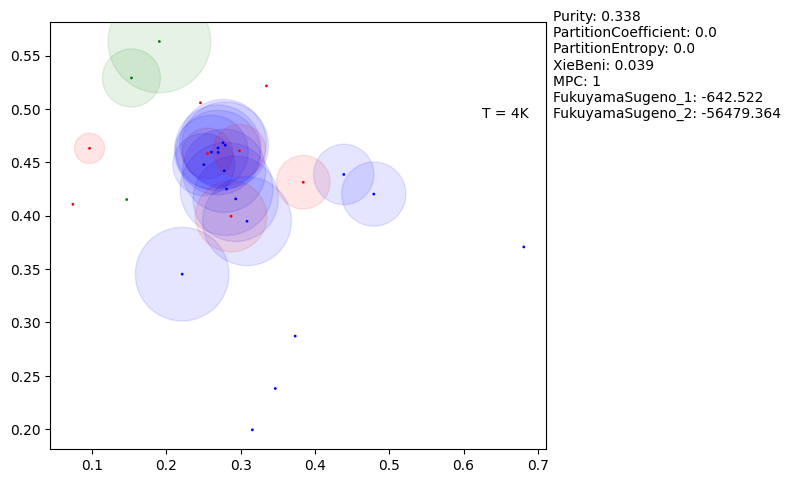 Purity: 0.338
PartitionCoefficient: 0.0
PartitionEntropy: 0.0
XieBeni: 0.039
MPC: 1
FukuyamaSugeno_1: -642.522
FukuyamaSugeno_2: -56479.364
T = 4K
0.55
0.50
0.45
0.40
0.35
0.30
0.25
0.20
0.1 0.2 0.3 0.4 0.5 0.6 0.7